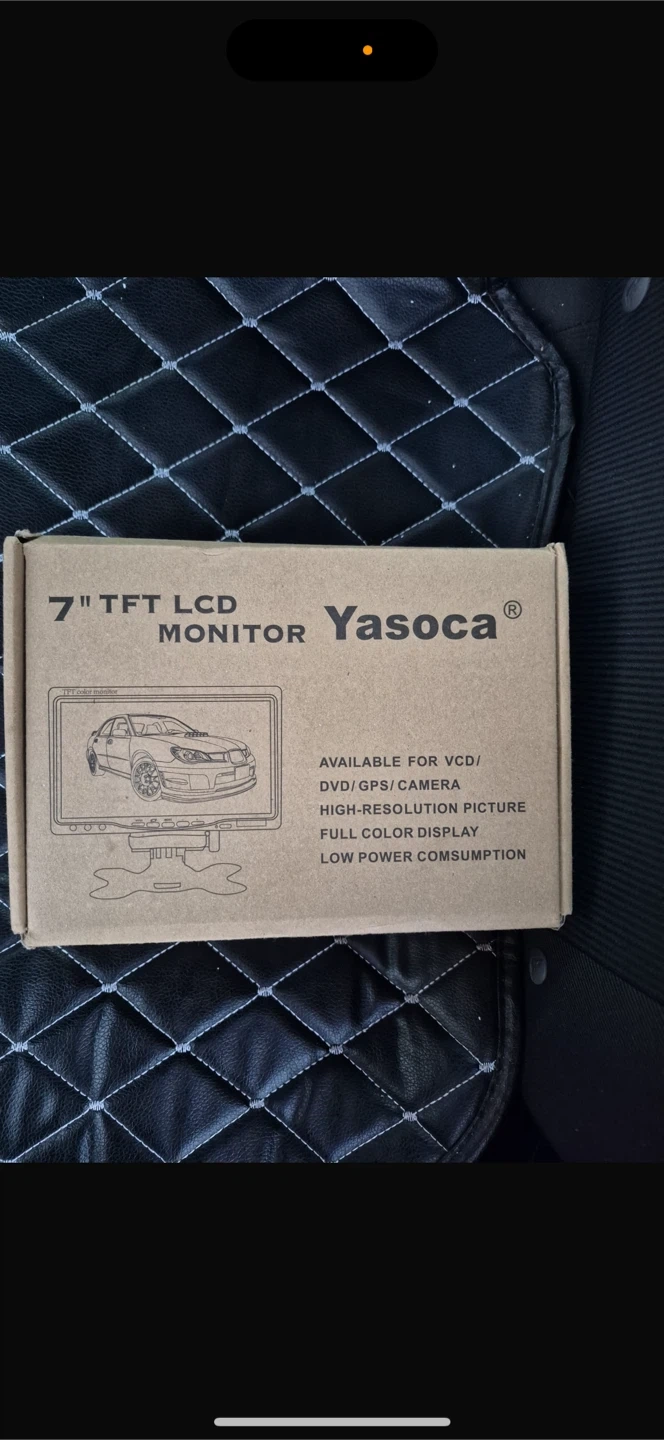 7" TFT LCD
MONITOR
Yasoca®
TFT color monitor
AVAILABLE FOR VCD/
DVD/GPS/CAMERA
HIGH-RESOLUTION PICTURE
FULL COLOR DISPLAY
LOW POWER COMSUMPTION